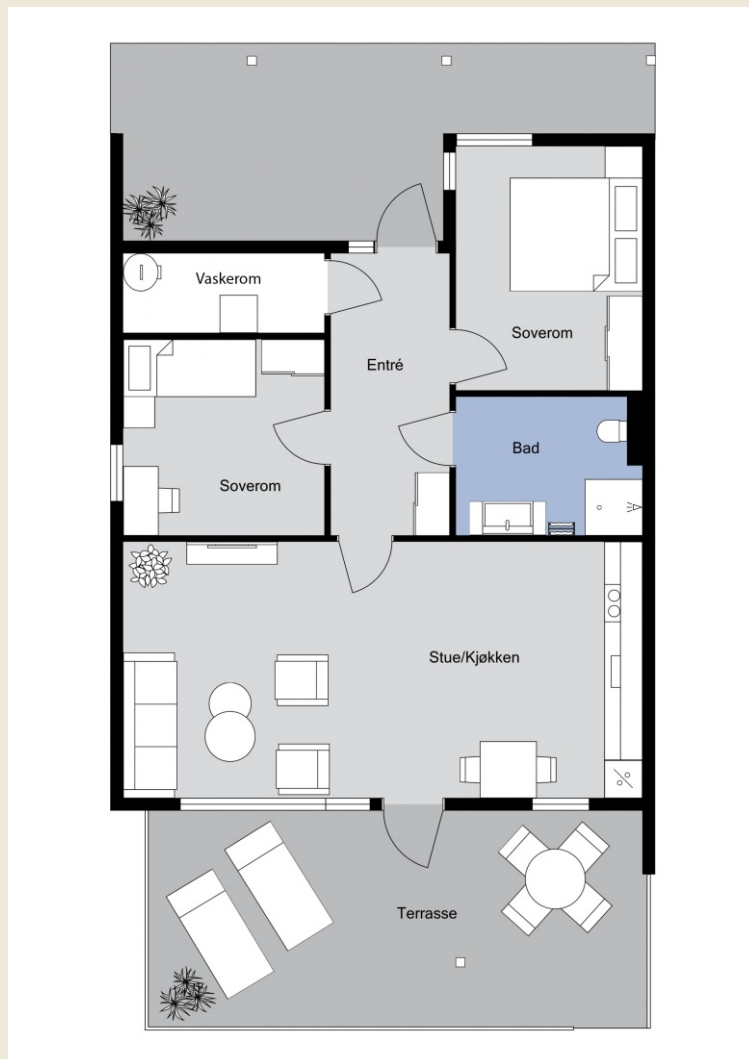 Vaskerom
Soverom
Entré
Bad
Soverom
Stue/Kjøkken
Terrasse